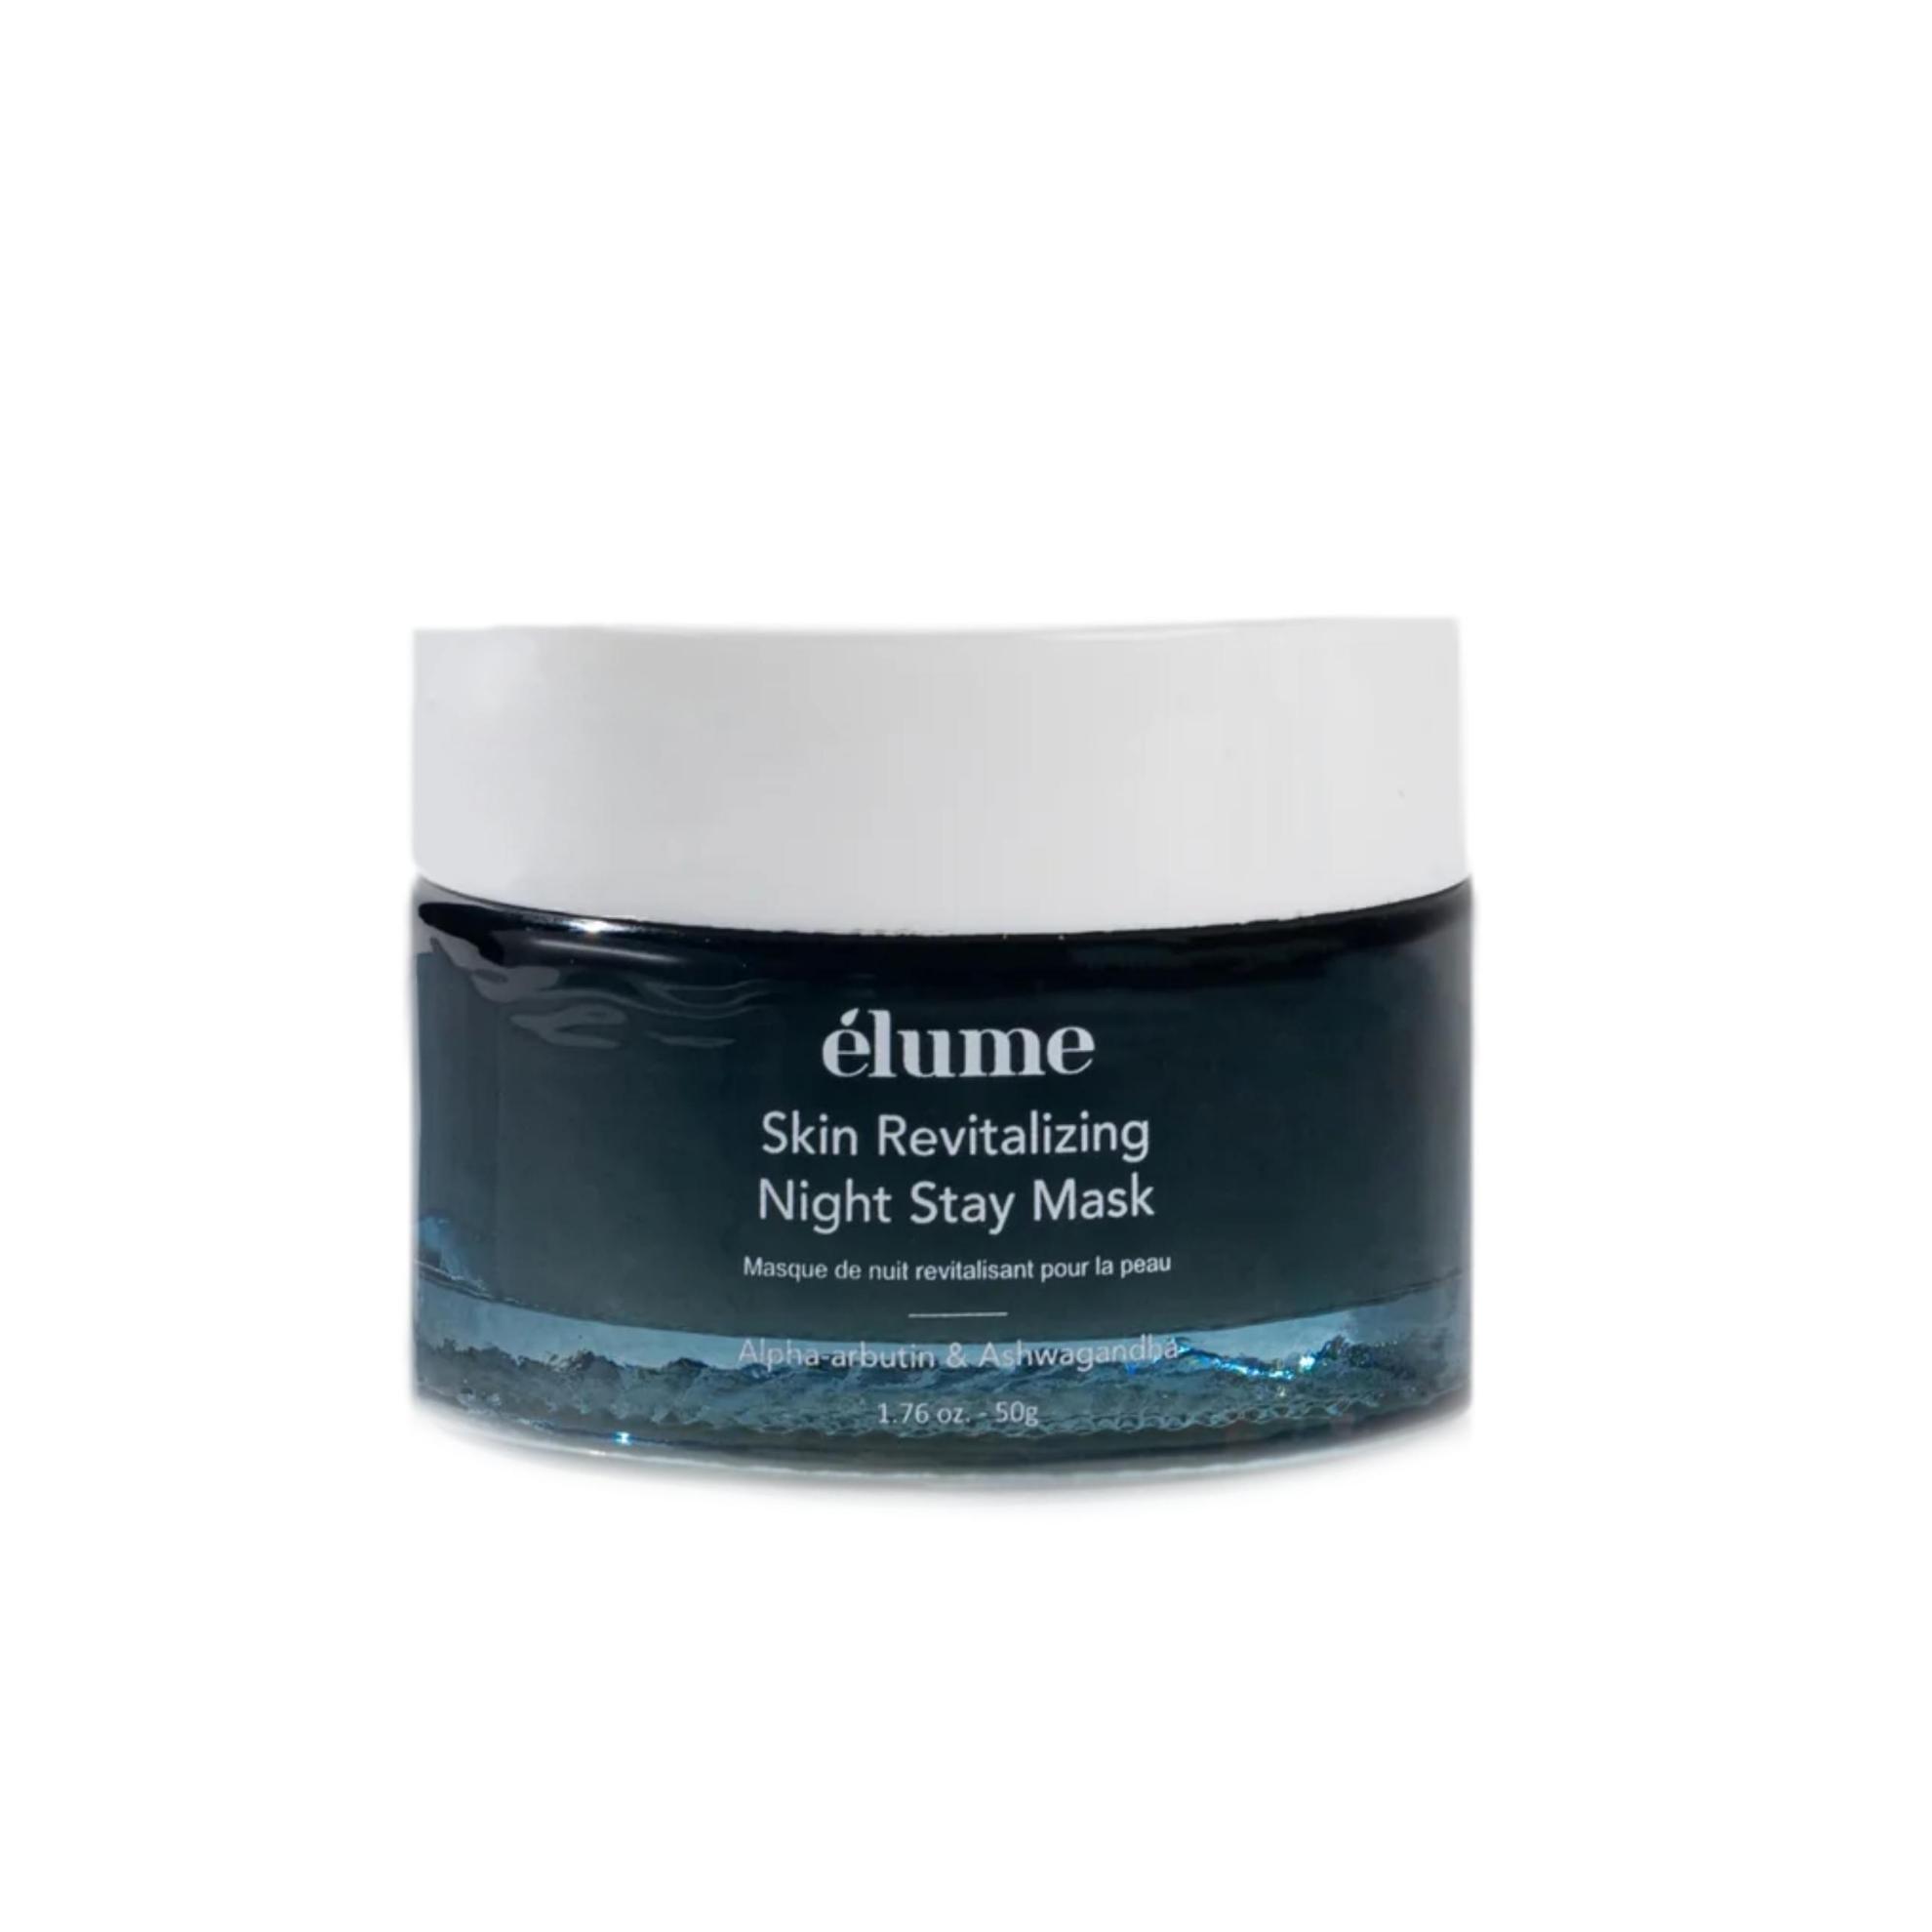 élume
Skin Revitalizing
Night Stay Mask
Masque de nuit revitalisant pour la peau
Alpha-arbutin & Ashwagandha
1.76 oz. - 50g